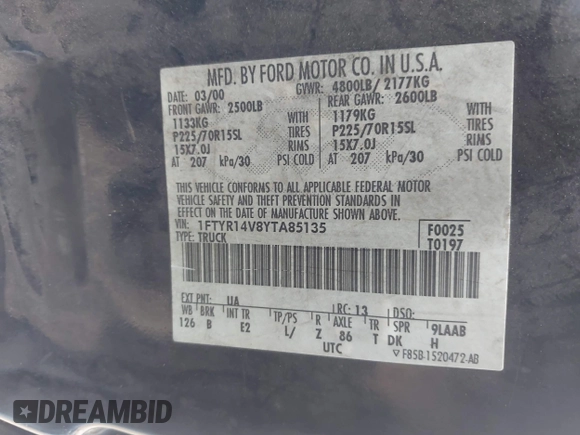 MFD. BY FORD MOTOR CO. IN U.S.A.
DATE: 03/00 GVWR: 4800LB/ 2177KG
FRONT GAWR: 2500LB REAR GAWR: 2600LB
1133KG WITH 1179KG WITH
P225/70R15SL TIRES P225/70R15SL TIRES
15X7.0J RIMS 15X7.0J RIMS
AT 207 kPa/30 PSI COLD AT 207 kPa/30 PSI COLD
THIS VEHICLE CONFORMS TO ALL APPLICABLE FEDERAL MOTOR
VEHICLE SAFETY STANDARDS IN EFFECT ON THE DATE OF
MANUFACTURE SHOWN ABOVE.
VIN: 1FTYR14V8YTA85135 F0025
TYPE: TRUCK T0197
EXT PNT: UA RC: 13 DSO:
WB BRK INT TR TP/PS R AXLE TR SPR 9LAAB
126 B E2 L/ Z 86 T DK H
UTC ▽F85B-1520472-AB
DREAMBID